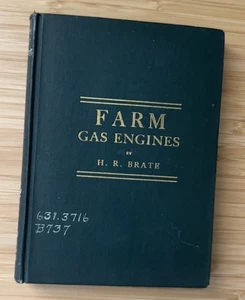 FARM
GAS ENGINES
BY
H. R. BRATE
631.3716
B737